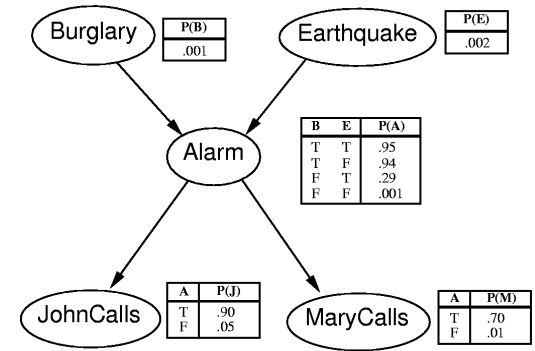 Burglary
P(B)
.001
Earthquake
P(E)
.002
Alarm
B E P(A)
T T .95
T F .94
F T .29
F F .001
JohnCalls
A P(J)
T .90
F .05
MaryCalls
A P(M)
T .70
F .01